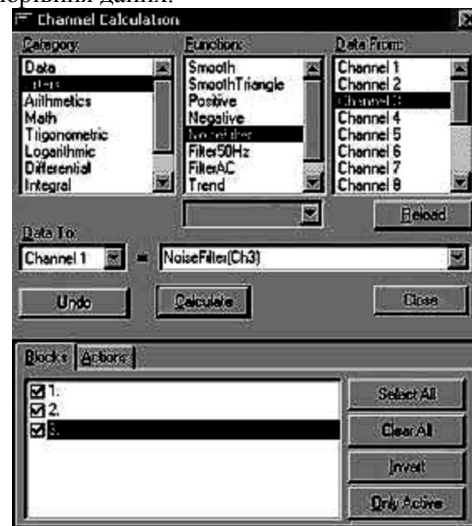 даних.
Channel Calculation
Category: Function: Data From:
Data Smooth Channel 1
Filters SmoothTriangle Channel 2
Arithmetics Positive Channel 3
Math Negative Channel 4
Trigonometric NoiseFilter Channel 5
Logarithmic Filter50Hz Channel 6
Differential FilterAC Channel 7
Integral Trend Channel 8
Reload
Data To:
Channel 1 = NoiseFilter(Ch3)
Undo Calculate Close
Blocks Actions
1.
2.
3.
Select All
Clear All
Invert
Only Active